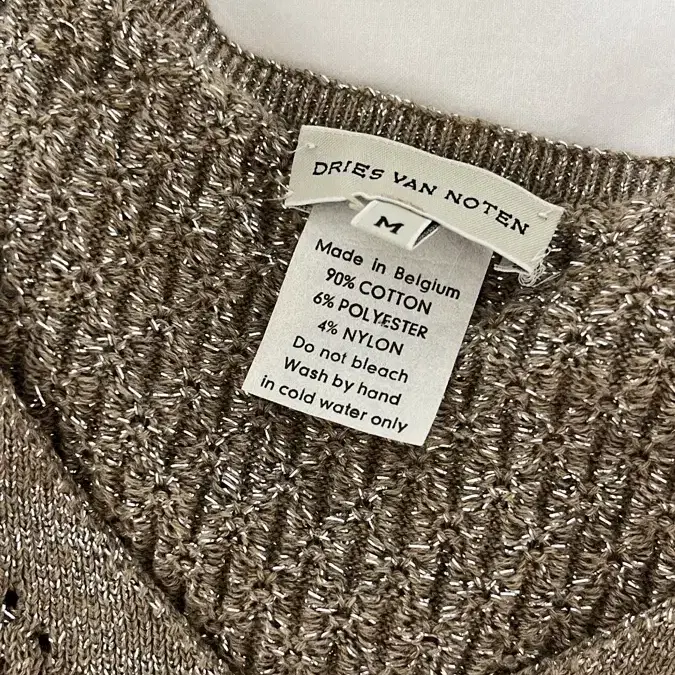 DRIES VAN NOTEN
M
Made in Belgium
90% COTTON
6% POLYESTER
4% NYLON
Do not bleach
Wash by hand
in cold water only